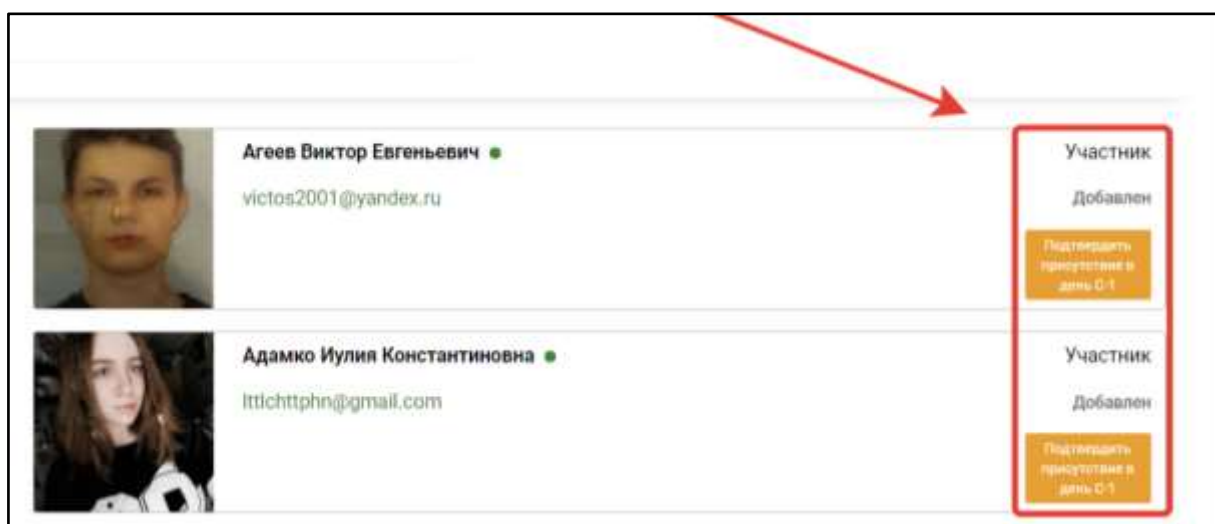 Агеев Виктор Евгеньевич
Участник
victos2001@yandex.ru
Добавлен
Подтвердить
присутствие в
день С-1
Адамко Иулия Константиновна
Участник
lttlchttphn@gmail.com
Добавлен
Подтвердить
присутствие в
день С-1